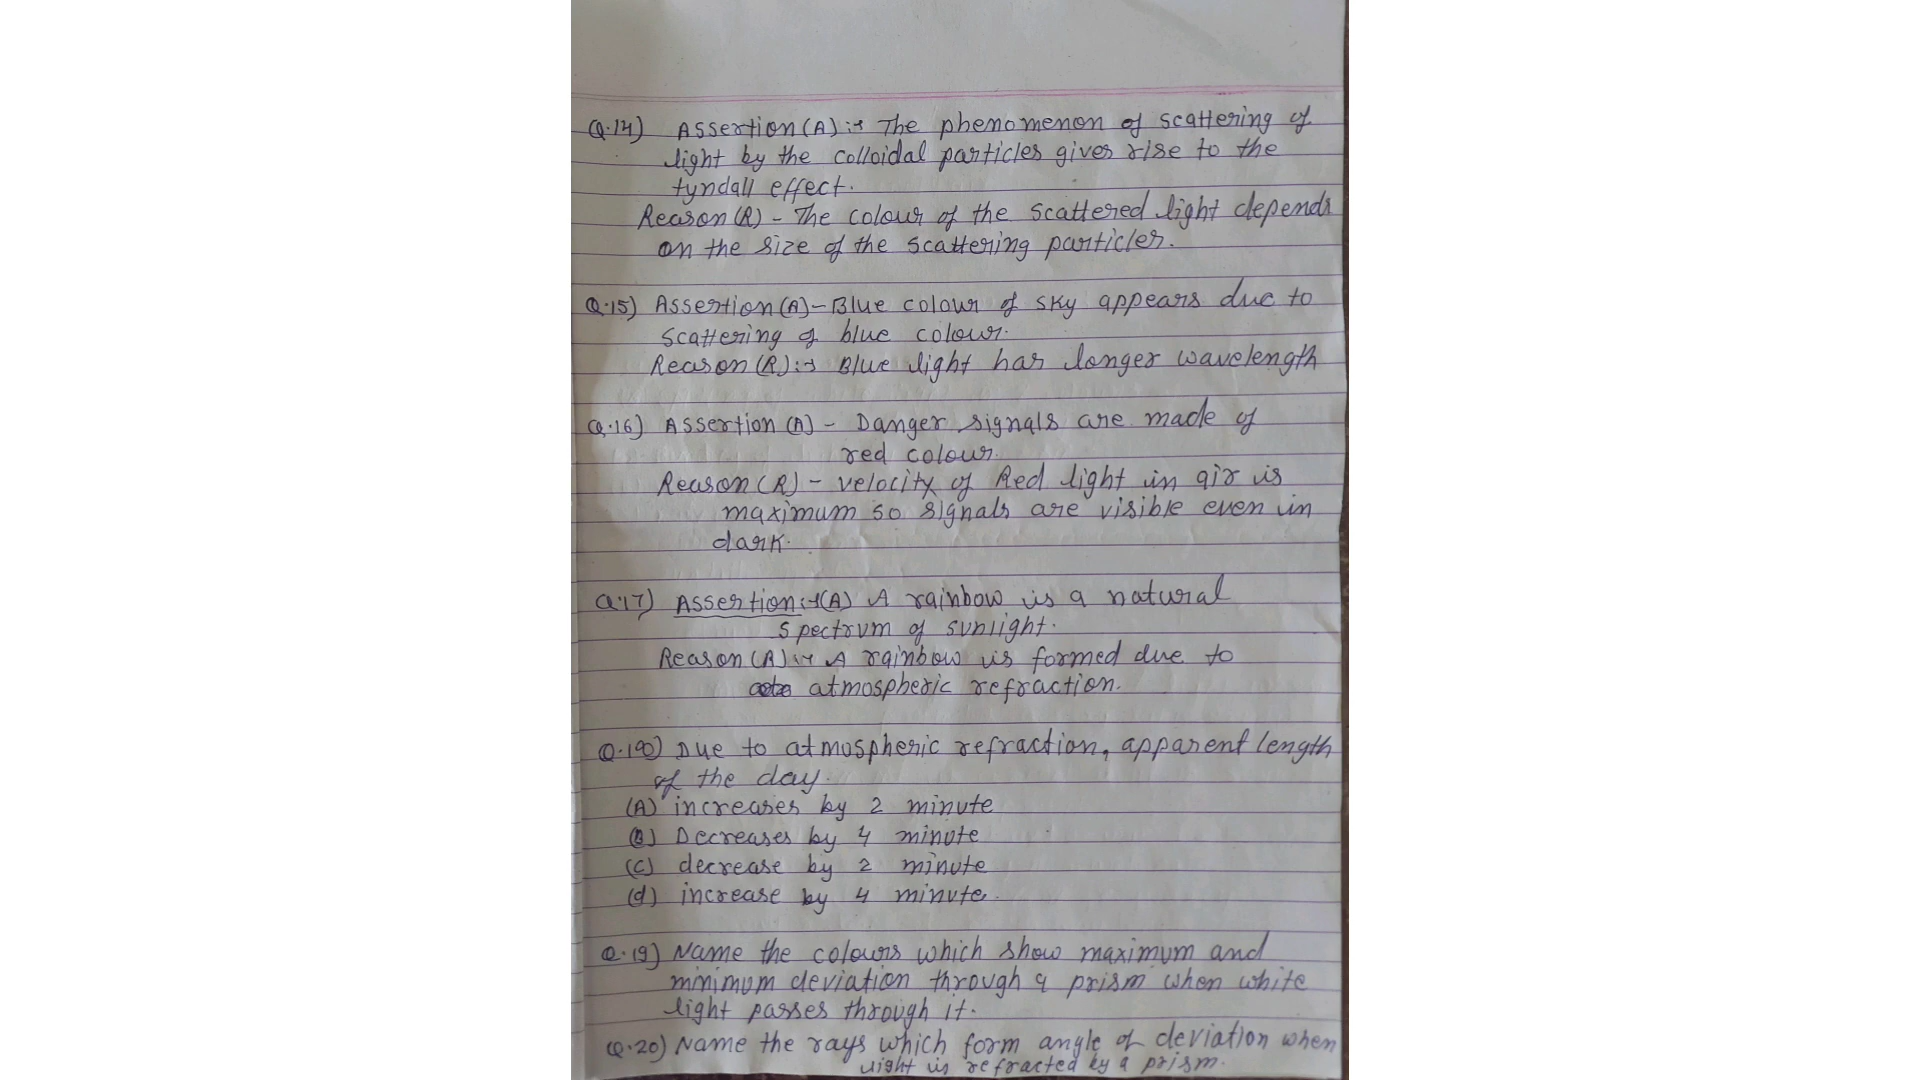 Q.14) Assertion (A) :→ The phenomenon of scattering of
light by the colloidal particles gives rise to the
tyndall effect.
Reason (R) - The colour of the scattered light depends
on the size of the scattering particles.
Q.15) Assertion (A) - Blue colour of sky appears due to
scattering of blue colour.
Reason (R) :→ Blue light has longer wavelength
Q.16) Assertion (A) - Danger signals are made of
red colour.
Reason (R) - velocity of Red light in air is
maximum so signals are visible even in
dark.
Q.17) Assertion :→ (A) A rainbow is a natural
spectrum of sunlight.
Reason (R) :→ A rainbow is formed due to
atmospheric refraction.
Q.18) Due to atmospheric refraction, apparent length
of the day.
(A) increases by 2 minute
(B) Decreases by 4 minute
(C) decrease by 2 minute
(d) increase by 4 minute.
Q.19) Name the colours which show maximum and
minimum deviation through a prism when white
light passes through it.
Q.20) Name the rays which form angle of deviation when
light is refracted by a prism.